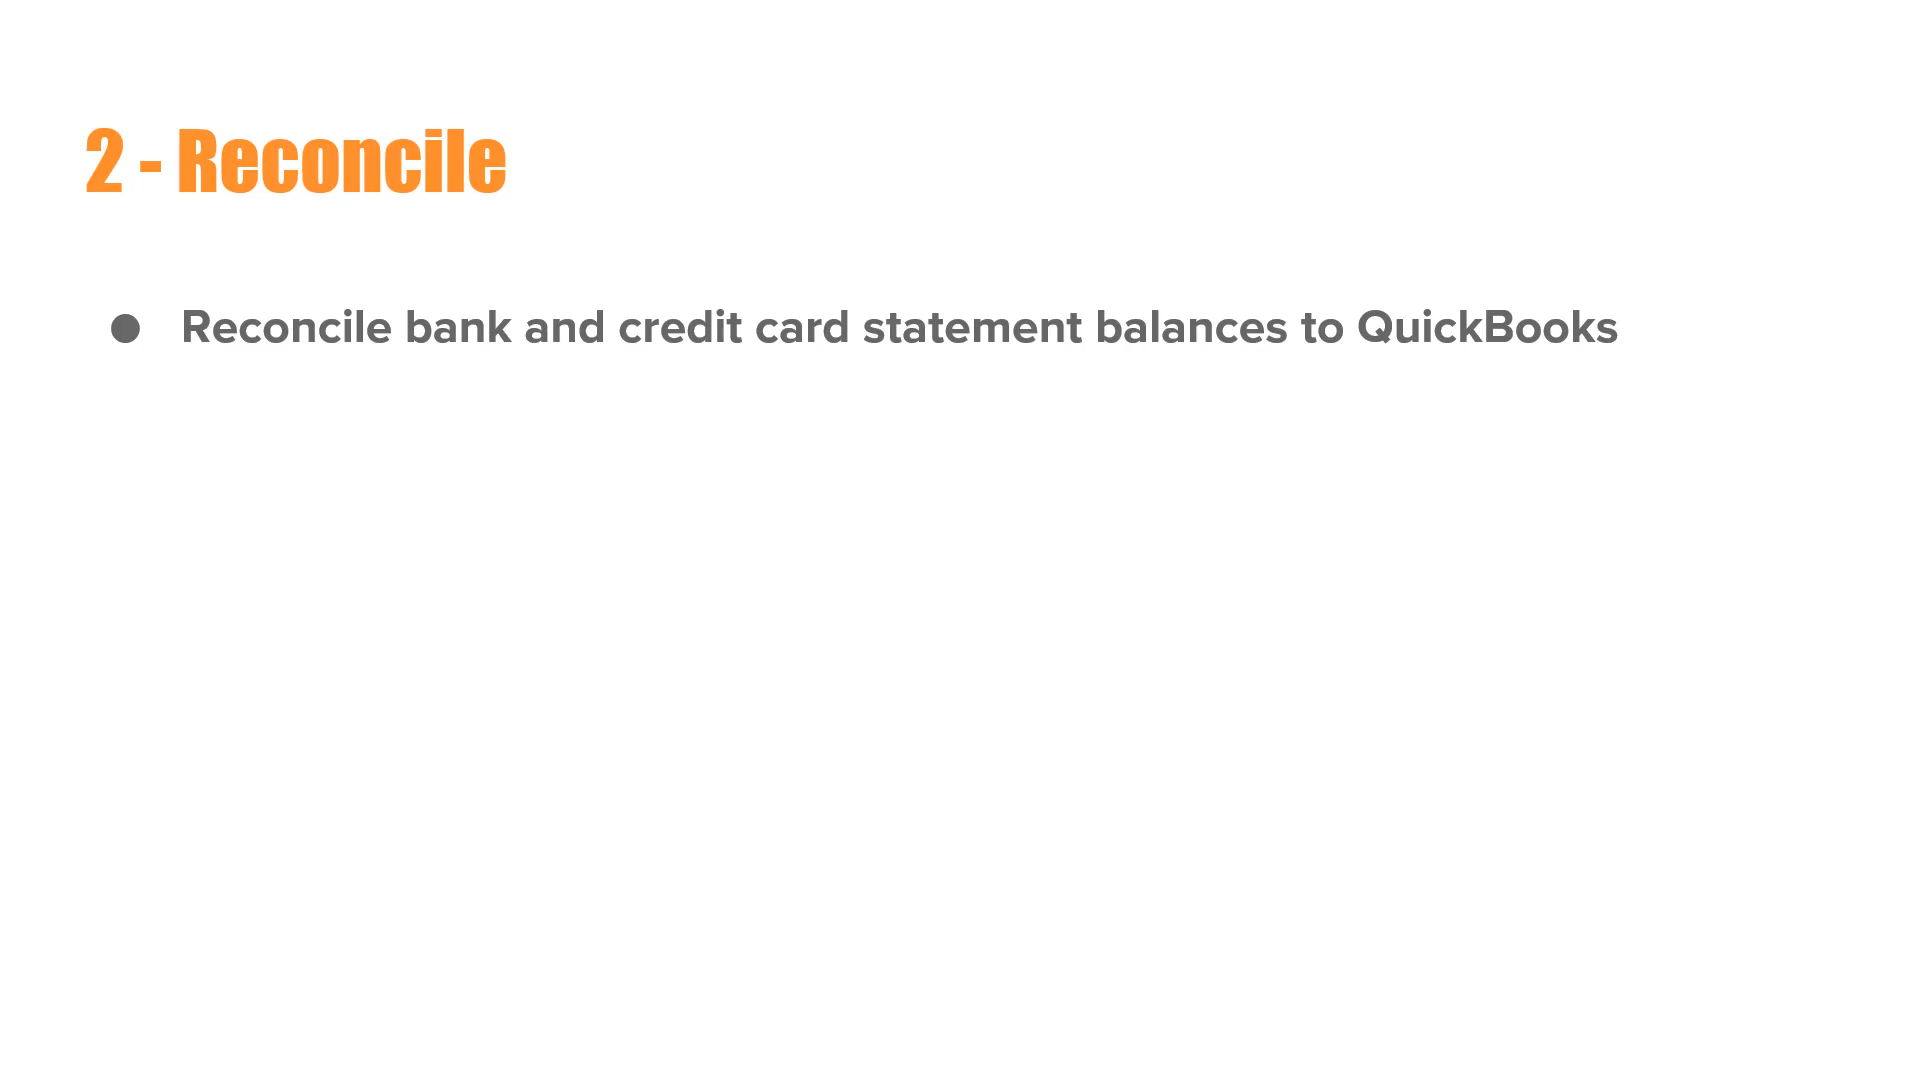 2 - Reconcile
● Reconcile bank and credit card statement balances to QuickBooks